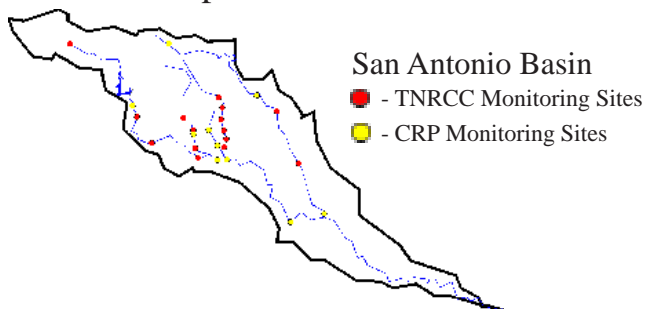 San Antonio Basin
- TNRCC Monitoring Sites
- CRP Monitoring Sites